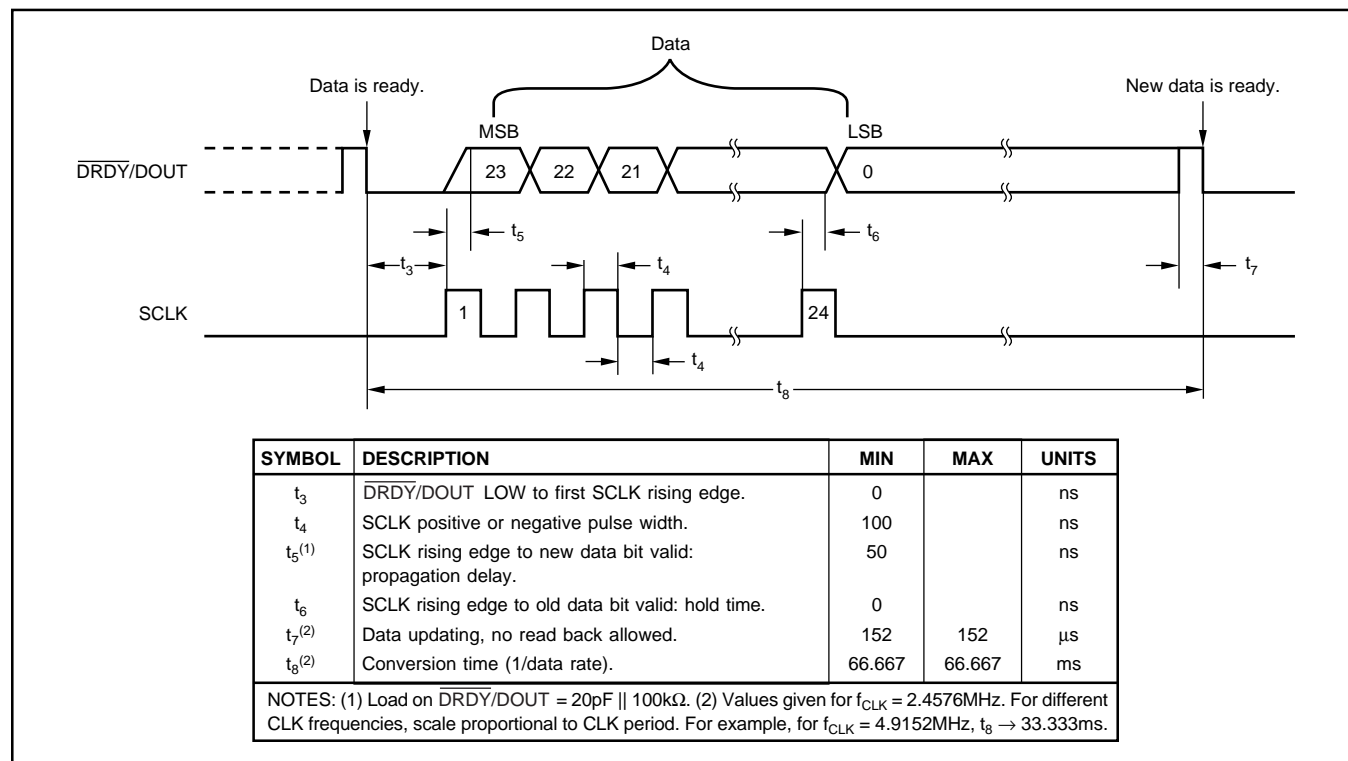 Data
Data is ready.
New data is ready.
MSB
LSB
DRDY/DOUT
23
22
21
0
t5
t6
t3
t4
t7
SCLK
1
24
t4
t8
SYMBOL DESCRIPTION MIN MAX UNITS
t3 DRDY/DOUT LOW to first SCLK rising edge. 0 ns
t4 SCLK positive or negative pulse width. 100 ns
t5(1) SCLK rising edge to new data bit valid: 50 ns
propagation delay.
t6 SCLK rising edge to old data bit valid: hold time. 0 ns
t7(2) Data updating, no read back allowed. 152 152 µs
t8(2) Conversion time (1/data rate). 66.667 66.667 ms
NOTES: (1) Load on DRDY/DOUT = 20pF || 100kΩ. (2) Values given for fCLK = 2.4576MHz. For different
CLK frequencies, scale proportional to CLK period. For example, for fCLK = 4.9152MHz, t8 → 33.333ms.